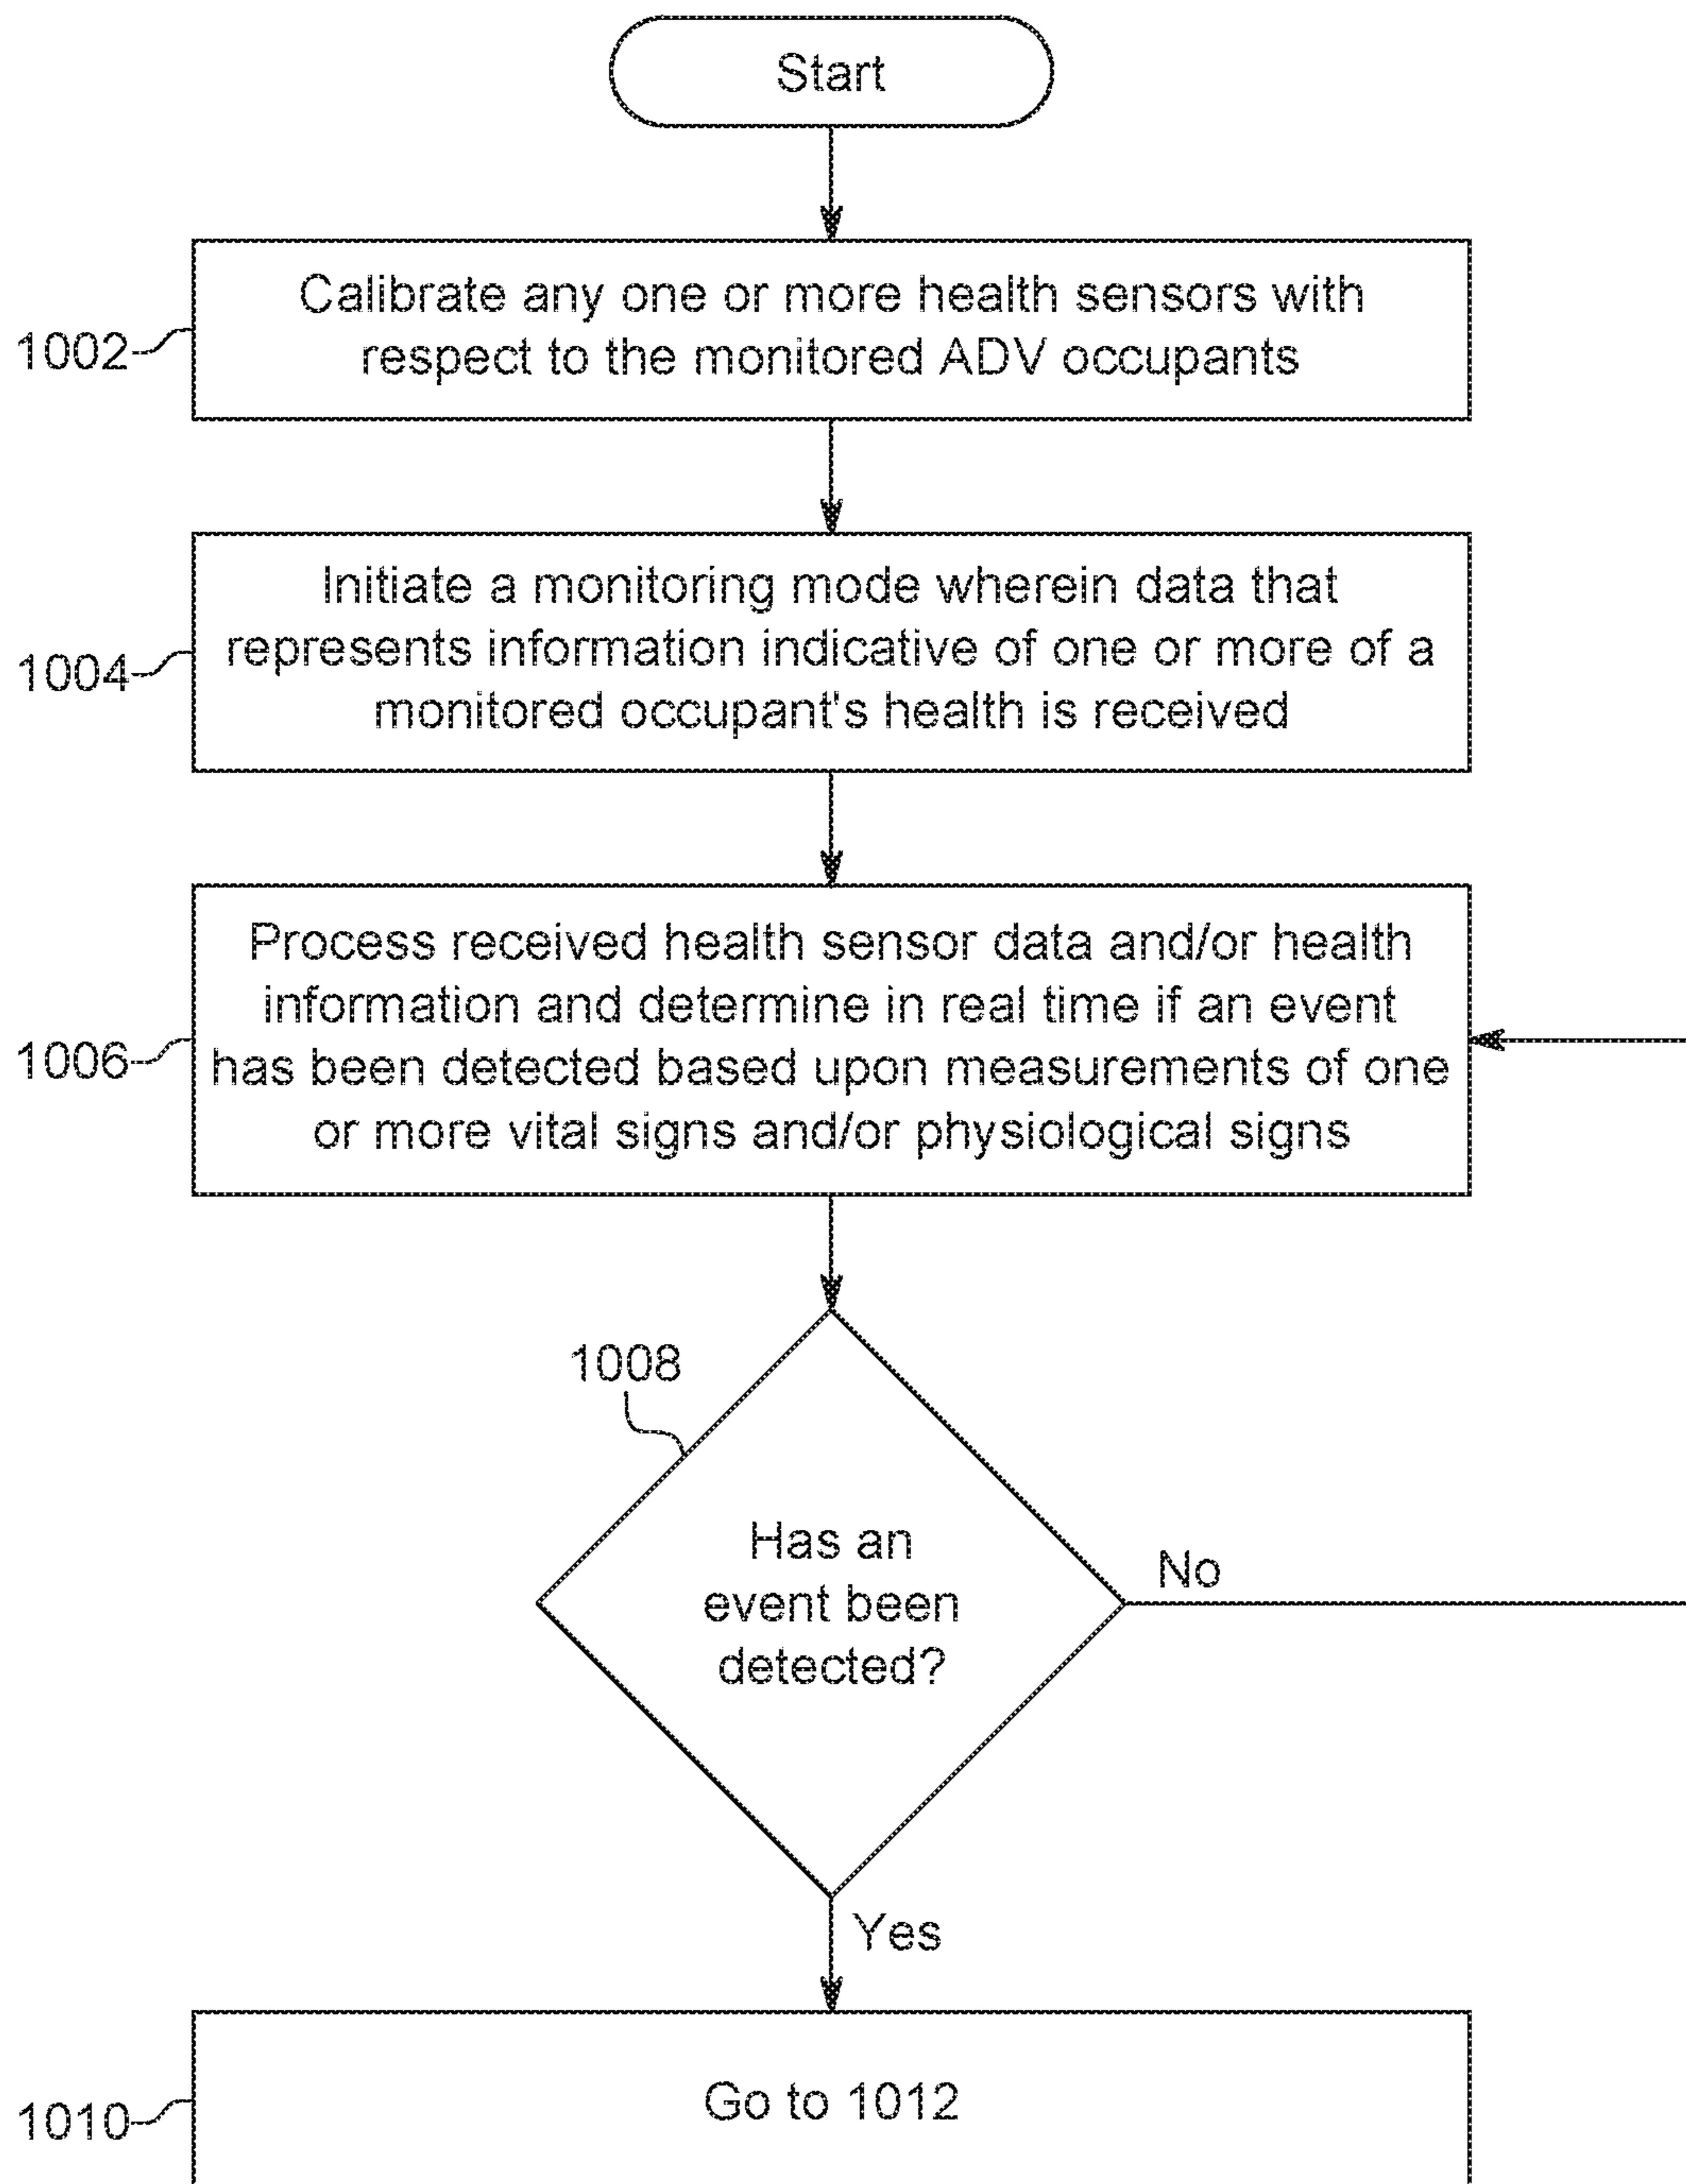 Start
Calibrate any one or more health sensors with
respect to the monitored ADV occupants
1002
Initiate a monitoring mode wherein data that
represents information indicative of one or more of a
monitored occupant's health is received
1004
Process received health sensor data and/or health
information and determine in real time if an event
has been detected based upon measurements of one
or more vital signs and/or physiological signs
1006
1008
Has an
event been
detected?
No
Yes
Go to 1012
1010